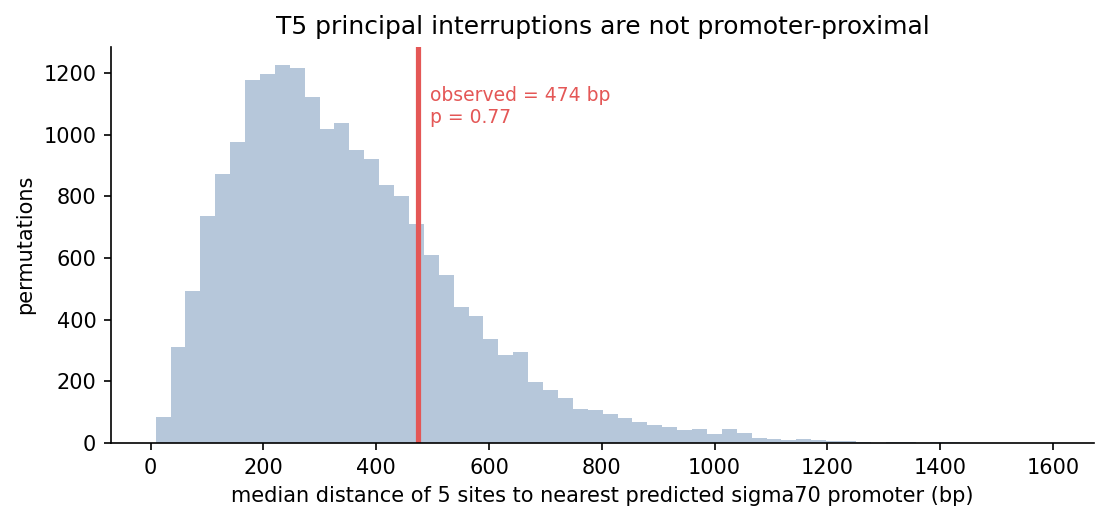 T5 principal interruptions are not promoter-proximal
observed = 474 bp
p = 0.77
permutations
1200
1000
800
600
400
200
0
0 200 400 600 800 1000 1200 1400 1600
median distance of 5 sites to nearest predicted sigma70 promoter (bp)